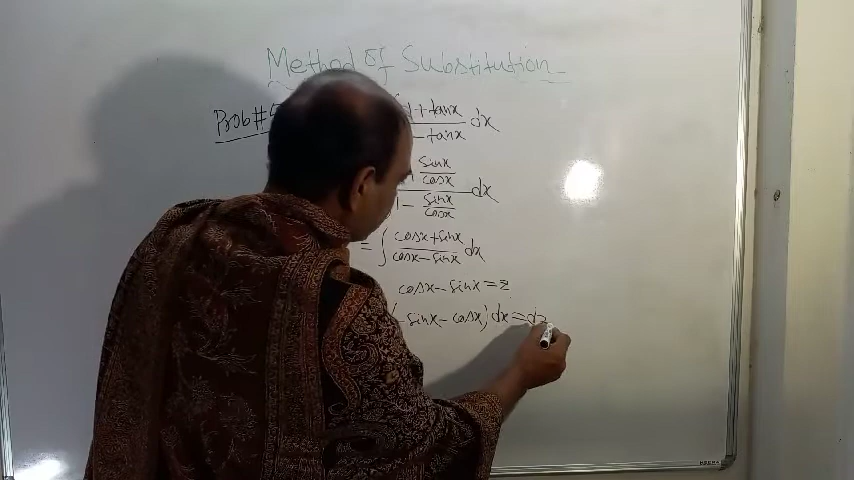 Method of Substitution
Prob#
1+tanx dx
- tanx
sinx
cosx dx
1 - sinx
cosx
= ∫ cosx+sinx dx
cosx-sinx
cosx-sinx=z
(-sinx-cosx) dx=dz